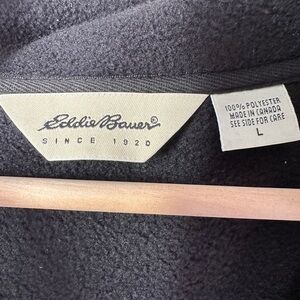 Eddie Bauer®
SINCE 1920
100% POLYESTER
MADE IN CANADA
SEE SIDE FOR CARE
L